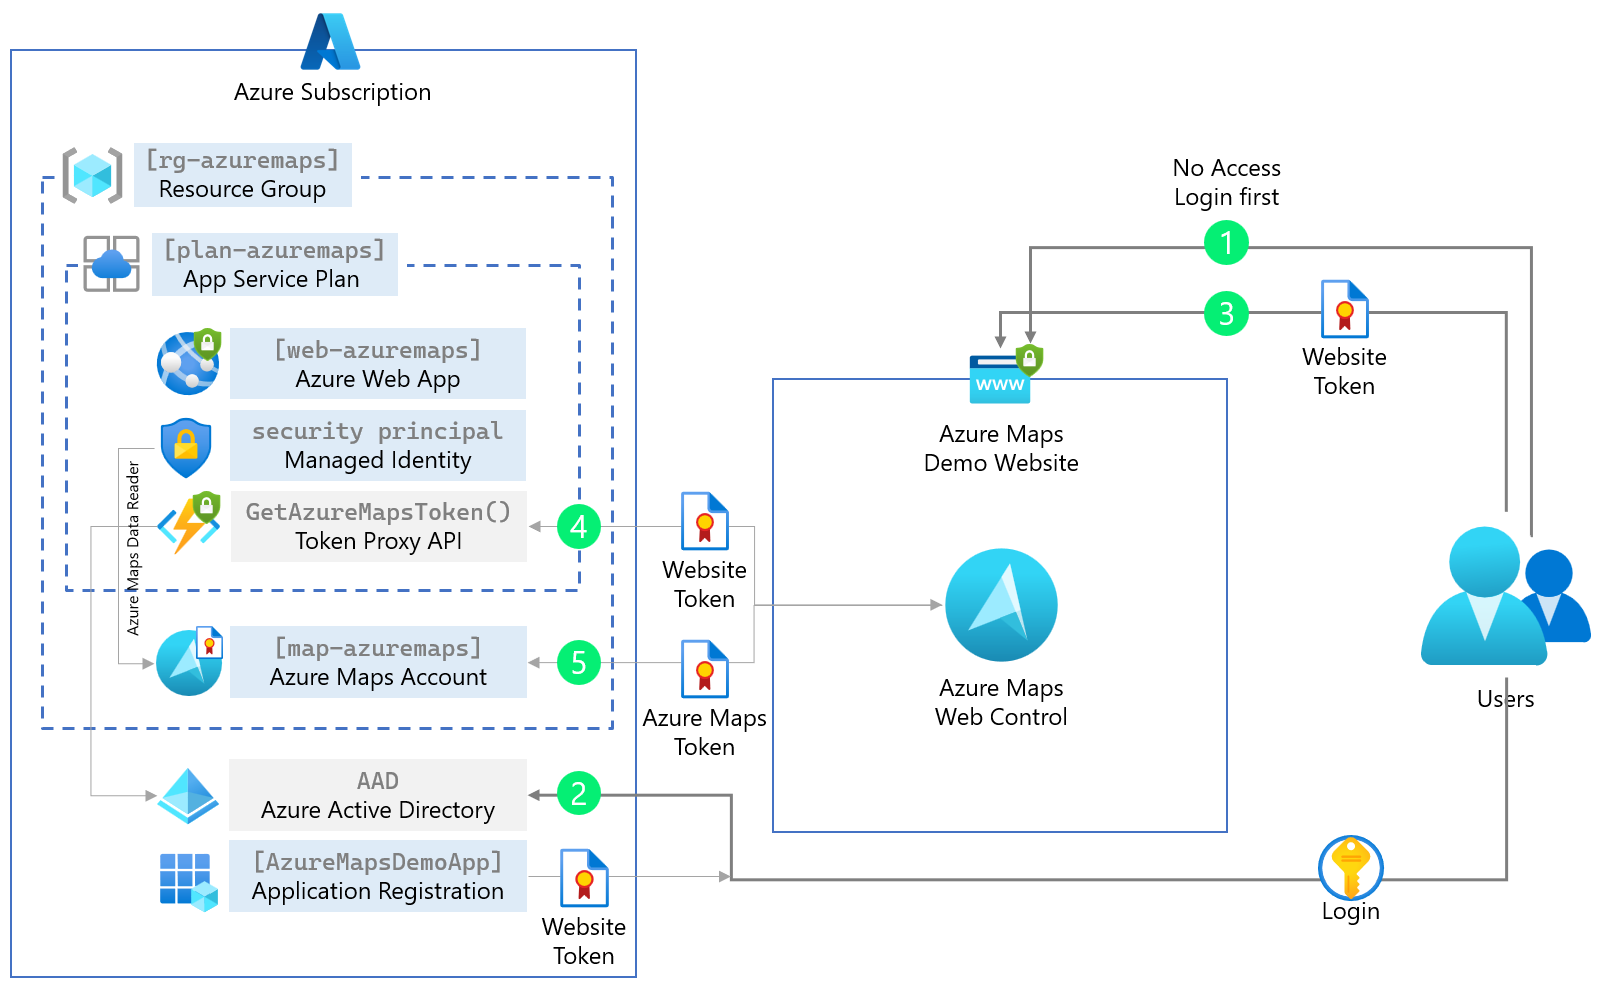 Azure Subscription
[rg-azuremaps]
Resource Group
[plan-azuremaps]
App Service Plan
[web-azuremaps]
Azure Web App
security principal
Managed Identity
GetAzureMapsToken()
Token Proxy API
Azure Maps Data Reader
[map-azuremaps]
Azure Maps Account
AAD
Azure Active Directory
[AzureMapsDemoApp]
Application Registration
Website
Token
4
Website
Token
5
Azure Maps
Token
2
No Access
Login first
1
3
Website
Token
www
Azure Maps
Demo Website
Azure Maps
Web Control
Users
Login